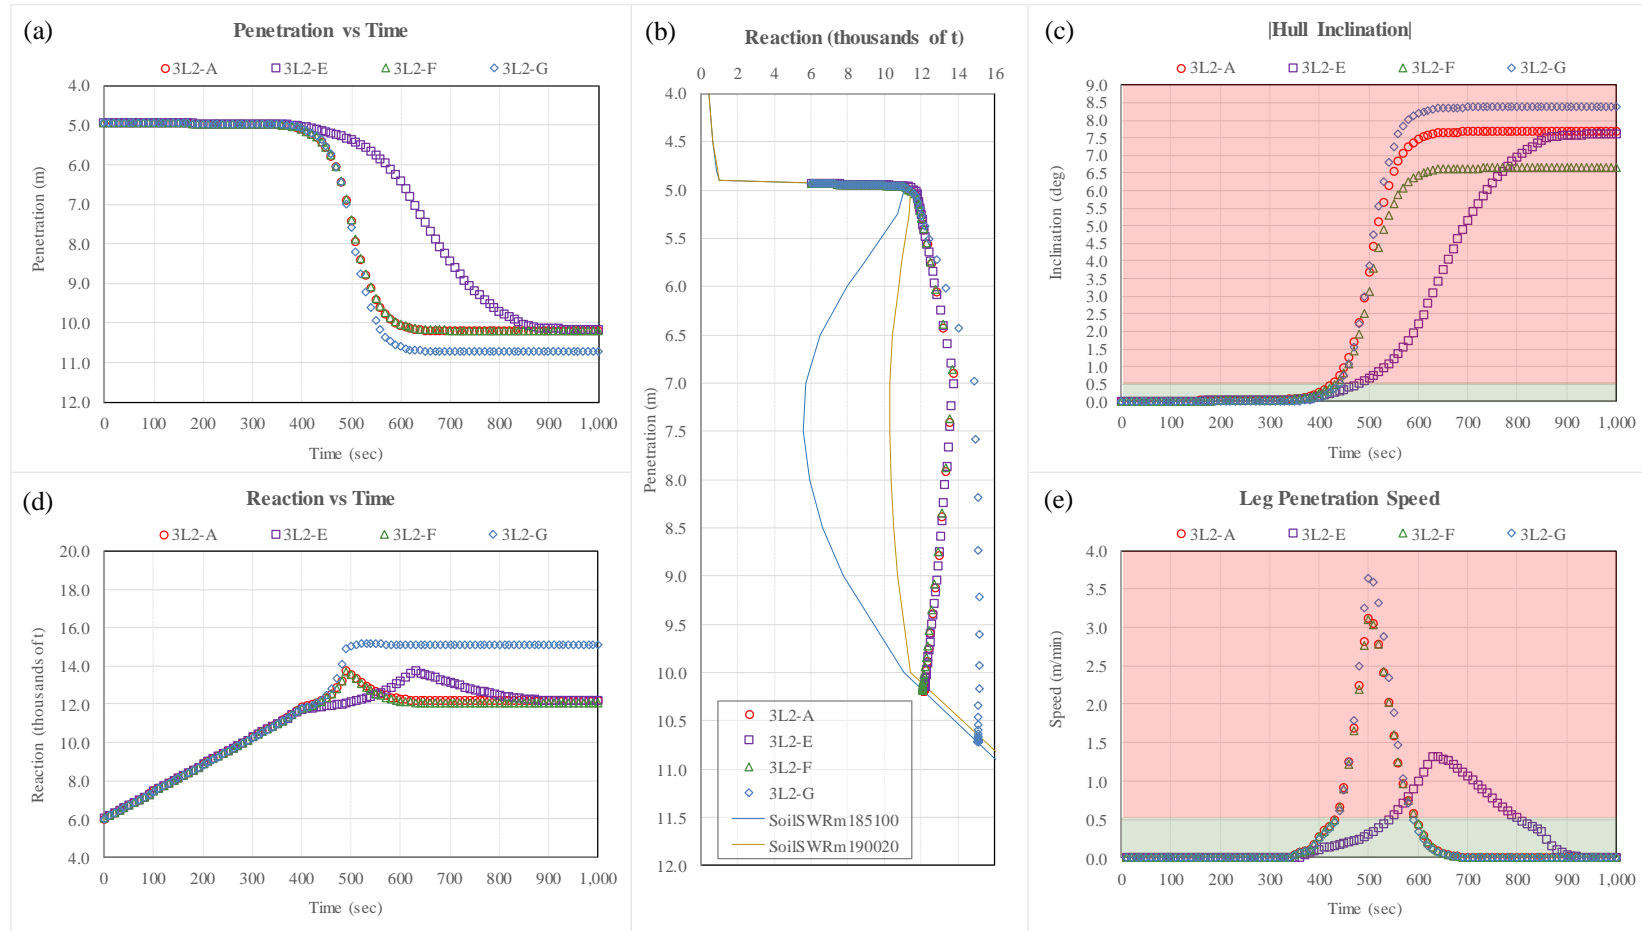 (a)
Penetration vs Time
3L2-A 3L2-E 3L2-F 3L2-G
4.0
5.0
6.0
7.0
8.0
9.0
10.0
11.0
12.0
Penetration (m)
0 100 200 300 400 500 600 700 800 900 1,000
Time (sec)
(d)
Reaction vs Time
3L2-A 3L2-E 3L2-F 3L2-G
20.0
18.0
16.0
14.0
12.0
10.0
8.0
6.0
4.0
Reaction (thousands of t)
0 100 200 300 400 500 600 700 800 900 1,000
Time (sec)
(b)
Reaction (thousands of t)
0 2 4 6 8 10 12 14 16
4.0
4.5
5.0
5.5
6.0
6.5
7.0
7.5
8.0
8.5
9.0
9.5
10.0
10.5
11.0
11.5
12.0
Penetration (m)
3L2-A
3L2-E
3L2-F
3L2-G
SoilSWRm185100
SoilSWRm190020
(c)
|Hull Inclination|
3L2-A 3L2-E 3L2-F 3L2-G
9.0
8.5
8.0
7.5
7.0
6.5
6.0
5.5
5.0
4.5
4.0
3.5
3.0
2.5
2.0
1.5
1.0
0.5
0.0
Inclination (deg)
0 100 200 300 400 500 600 700 800 900 1,000
Time (sec)
(e)
Leg Penetration Speed
3L2-A 3L2-E 3L2-F 3L2-G
4.0
3.5
3.0
2.5
2.0
1.5
1.0
0.5
0.0
Speed (m/min)
0 100 200 300 400 500 600 700 800 900 1,000
Time (sec)